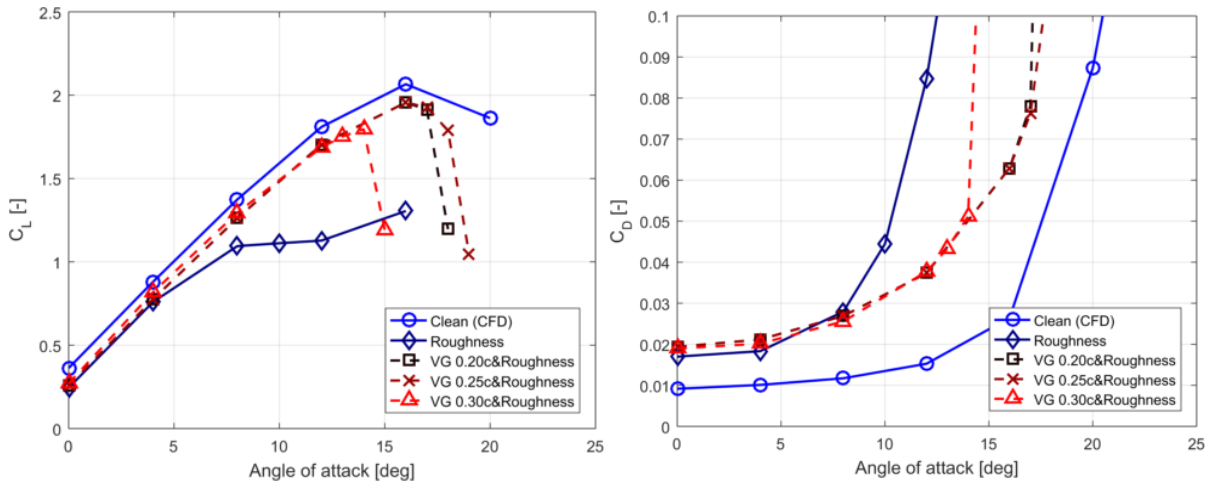 2.5
2
1.5
1
0.5
0
C_L [-]
0
5
10
15
20
25
Angle of attack [deg]
Clean (CFD)
Roughness
VG 0.20c&Roughness
VG 0.25c&Roughness
VG 0.30c&Roughness
0.1
0.09
0.08
0.07
0.06
0.05
0.04
0.03
0.02
0.01
0
C_D [-]
0
5
10
15
20
25
Angle of attack [deg]
Clean (CFD)
Roughness
VG 0.20c&Roughness
VG 0.25c&Roughness
VG 0.30c&Roughness